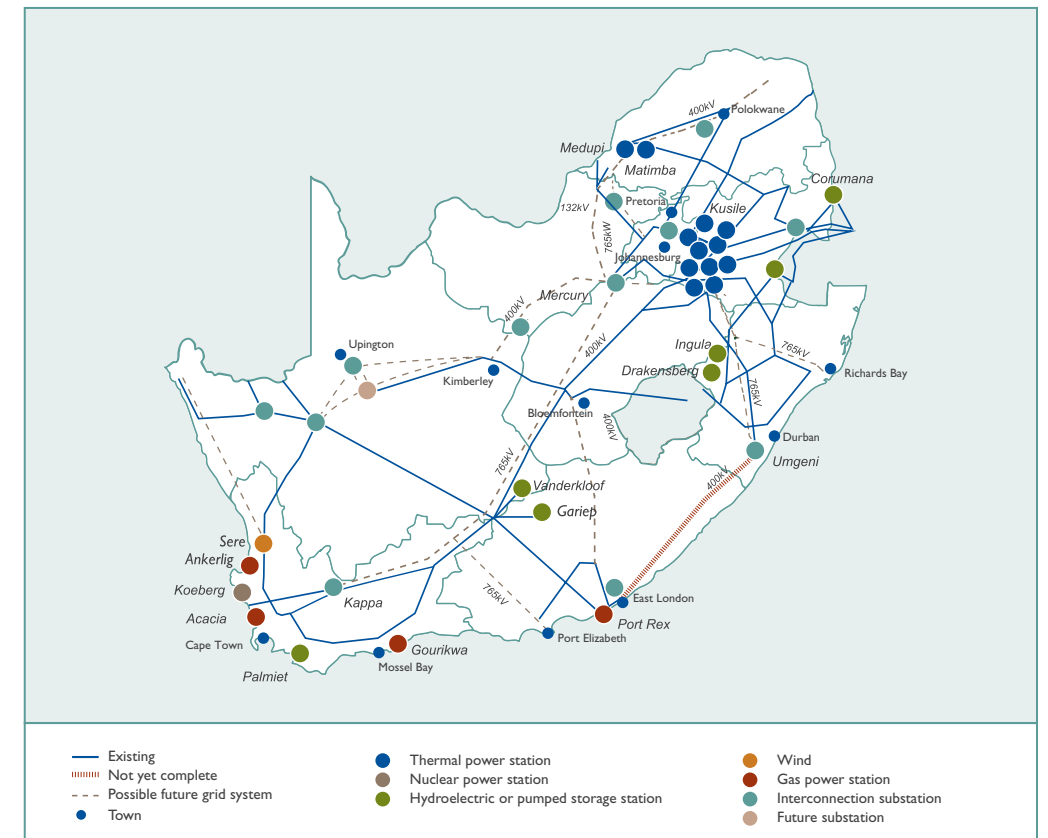 400kV
Polokwane
Medupi
Matimba
Corumana
132kV
Pretoria
Kusile
765kW
Johannesburg
Mercury
400kV
400kV
Ingula
765kV
Upington
Drakensberg
Richards Bay
Kimberley
765kV
Bloemfontein
400kV
Durban
Umgeni
765kV
400kV
Vanderkloof
Gariep
Sere
Ankerlig
Koeberg
765kV
East London
Kappa
Acacia
Port Rex
Cape Town
Port Elizabeth
Gourikwa
Mossel Bay
Palmiet
Existing
Not yet complete
Possible future grid system
Town
Thermal power station
Nuclear power station
Hydroelectric or pumped storage station
Wind
Gas power station
Interconnection substation
Future substation